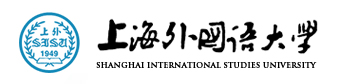 上外
SISU
1949
上海外国语大学
SHANGHAI INTERNATIONAL STUDIES UNIVERSITY